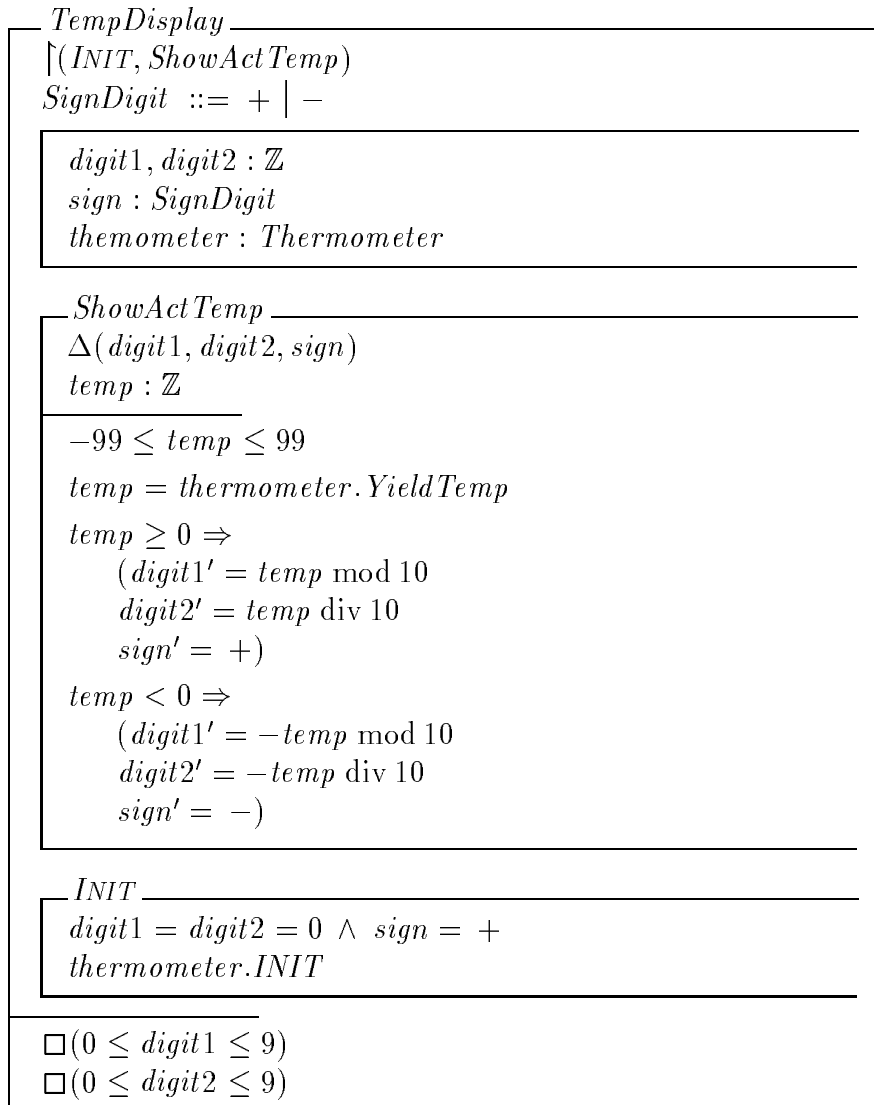 TempDisplay
↾(INIT, ShowActTemp)
SignDigit ::= + | −
digit1, digit2 : ℤ
sign : SignDigit
themometer : Thermometer
ShowActTemp
Δ(digit1, digit2, sign)
temp : ℤ
−99 ≤ temp ≤ 99
temp = thermometer.YieldTemp
temp ≥ 0 ⇒
(digit1′ = temp mod 10
digit2′ = temp div 10
sign′ = +)
temp < 0 ⇒
(digit1′ = −temp mod 10
digit2′ = −temp div 10
sign′ = −)
INIT
digit1 = digit2 = 0 ∧ sign = +
thermometer.INIT
□(0 ≤ digit1 ≤ 9)
□(0 ≤ digit2 ≤ 9)